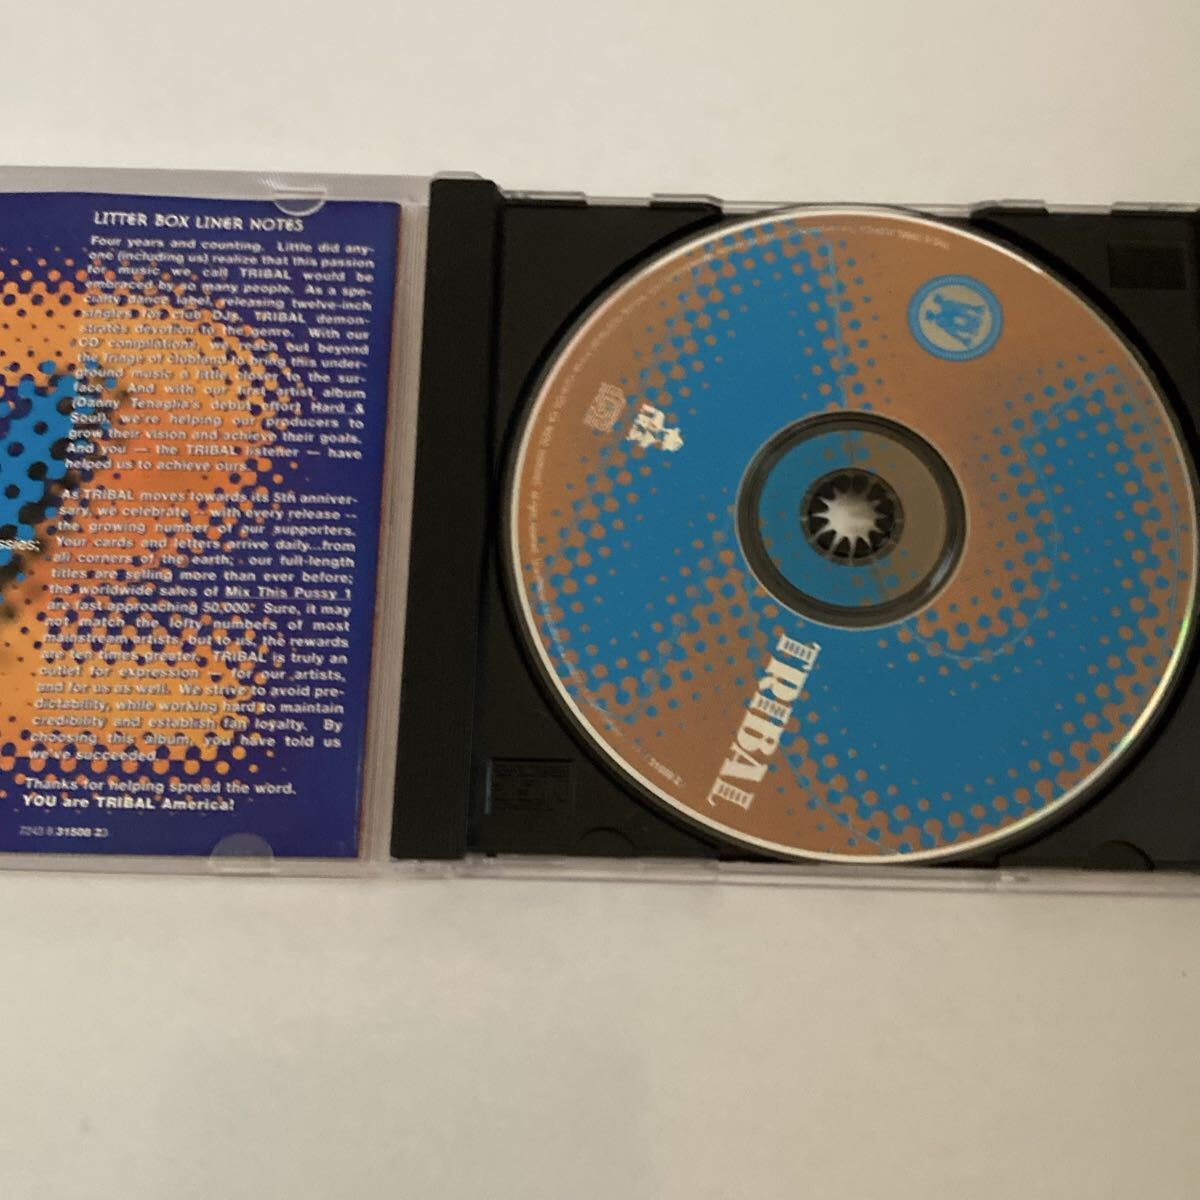 LITTER BOX LINER NOTES
Four years and counting. Little did any-
one (including us) realize that this passion
for music we call TRIBAL would be
embraced by so many people. As a spe-
cialty dance label, releasing twelve-inch
singles for club DJs, TRIBAL demon-
strates devotion to the genre. With our
CD compilations, we reach out beyond
the fringe of clubland to bring this under-
ground music a little closer to the sur-
face. And with our first artist album
(Danny Tenaglia's debut effort Hard &
Soul), we're helping our producers to
grow their vision and achieve their goals.
And you — the TRIBAL listener — have
helped us to achieve ours.
As TRIBAL moves towards its 5th anniver-
sary, we celebrate -- with every release --
the growing number of our supporters.
Your cards and letters arrive daily...from
all corners of the earth; our full-length
titles are selling more than ever before;
the worldwide sales of Mix This Pussy 1
are fast approaching 50,000. Sure, it may
not match the lofty numbers of most
mainstream artists, but to us, the rewards
are ten times greater. TRIBAL is truly an
outlet for expression -- for our artists,
and for us as well. We strive to avoid pre-
dictability, while working hard to maintain
credibility and establish fan loyalty. By
choosing this album, you have told us
we've succeeded.
Thanks for helping spread the word.
YOU are TRIBAL America!
7243 8 31508 23
TRIBAL
31508 2